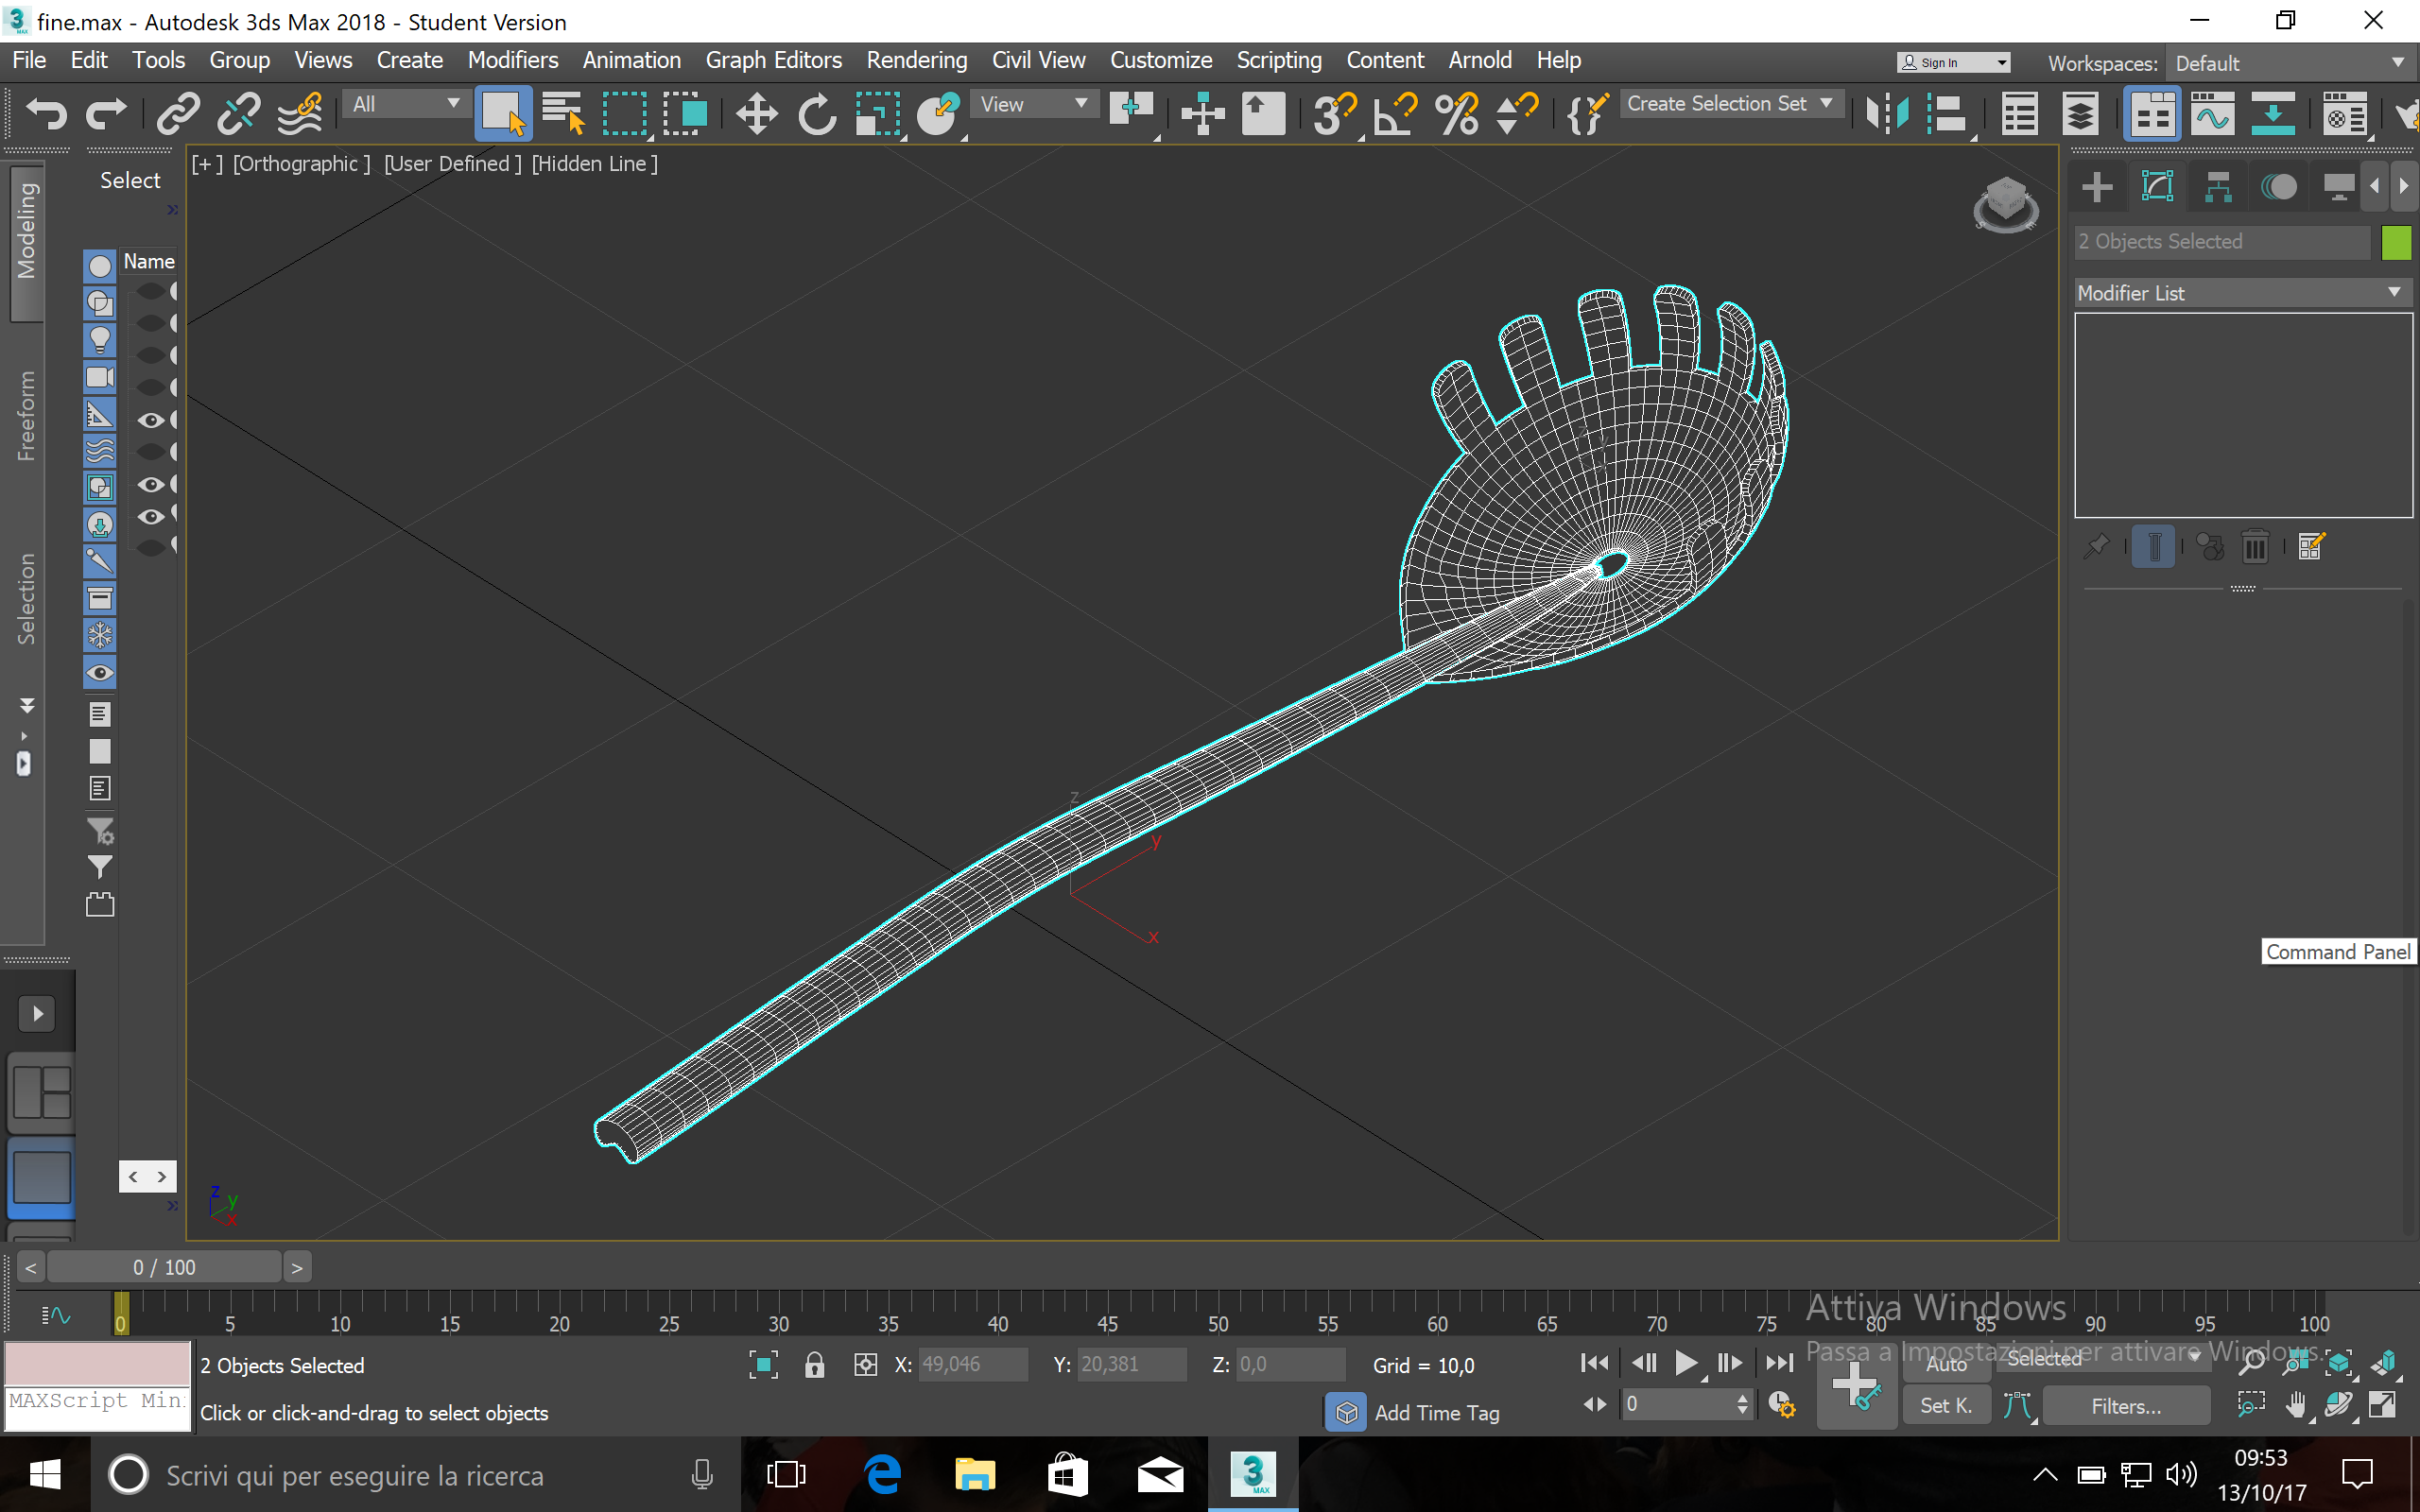 fine.max - Autodesk 3ds Max 2018 - Student Version
File Edit Tools Group Views Create Modifiers Animation Graph Editors Rendering Civil View Customize Scripting Content Arnold Help
Sign In Workspaces: Default
All View Create Selection Set
[+] [Orthographic] [User Defined] [Hidden Line]
Select
Modeling
Freeform
Selection
Name
2 Objects Selected
Modifier List
z
y
x
z
y
x
Command Panel
z
y
x
< >
< 0 / 100 >
0 5 10 15 20 25 30 35 40 45 50 55 60 65 70 75 80 85 90 95 100
Attiva Windows
Passa a Impostazioni per attivare Windows.
2 Objects Selected X: 49,046 Y: 20,381 Z: 0,0 Grid = 10,0
Auto Selected
MAXScript Min
Click or click-and-drag to select objects
Add Time Tag
0
Set K. Filters...
Scrivi qui per eseguire la ricerca
3
MAX
09:53
13/10/17